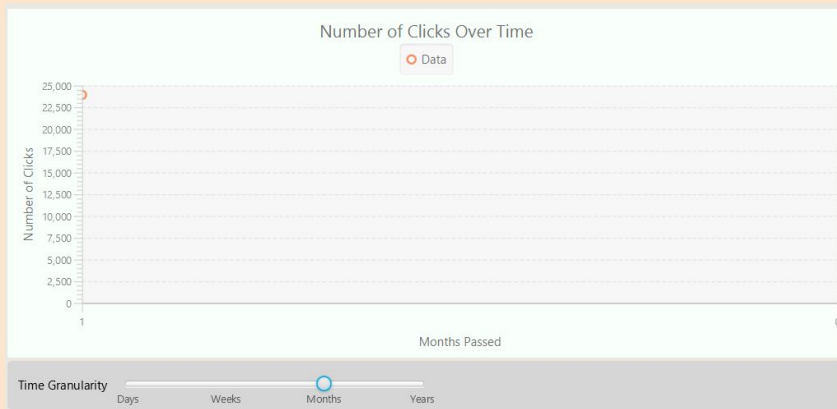 Number of Clicks Over Time
Data
25,000
22,500
20,000
17,500
15,000
12,500
10,000
7,500
5,000
2,500
0
Number of Clicks
1
Months Passed
Time Granularity
Days Weeks Months Years